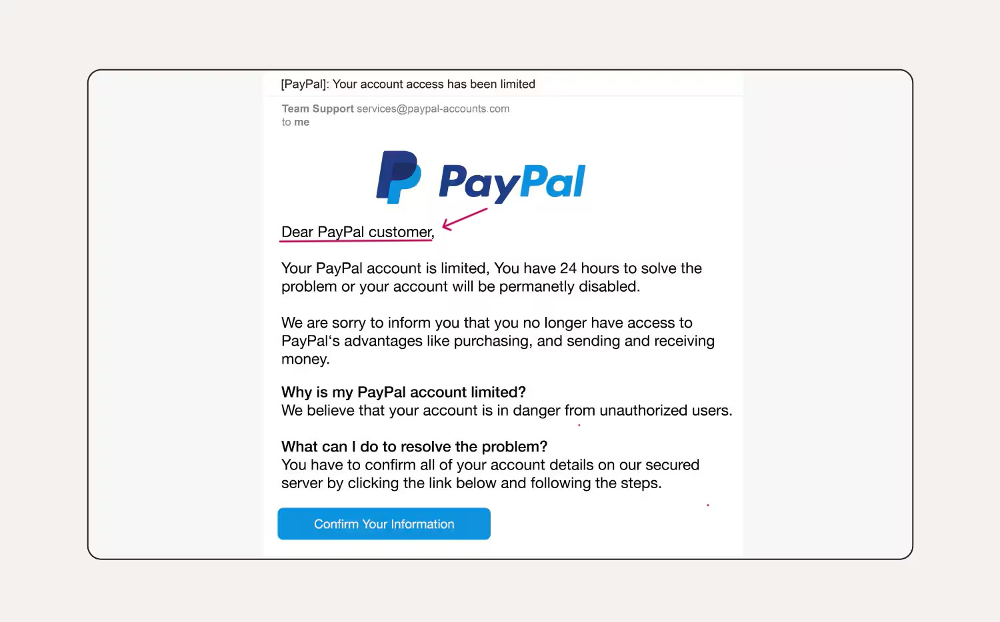 [PayPal]: Your account access has been limited
Team Support services@paypal-accounts.com
to me
PayPal
Dear PayPal customer,
Your PayPal account is limited, You have 24 hours to solve the
problem or your account will be permanetly disabled.
We are sorry to inform you that you no longer have access to
PayPal‘s advantages like purchasing, and sending and receiving
money.
Why is my PayPal account limited?
We believe that your account is in danger from unauthorized users.
What can I do to resolve the problem?
You have to confirm all of your account details on our secured
server by clicking the link below and following the steps.
Confirm Your Information